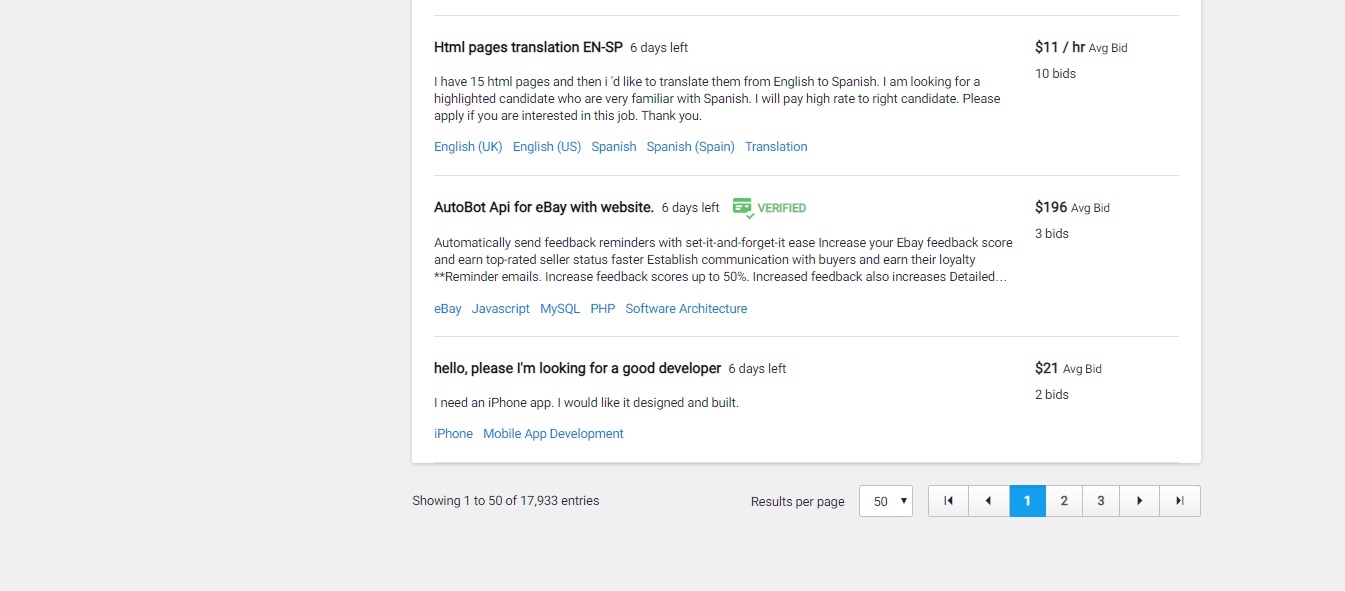 Html pages translation EN-SP 6 days left $11 / hr Avg Bid
10 bids
I have 15 html pages and then i 'd like to translate them from English to Spanish. I am looking for a
highlighted candidate who are very familiar with Spanish. I will pay high rate to right candidate. Please
apply if you are interested in this job. Thank you.
English (UK) English (US) Spanish Spanish (Spain) Translation
AutoBot Api for eBay with website. 6 days left VERIFIED $196 Avg Bid
3 bids
Automatically send feedback reminders with set-it-and-forget-it ease Increase your Ebay feedback score
and earn top-rated seller status faster Establish communication with buyers and earn their loyalty
**Reminder emails. Increase feedback scores up to 50%. Increased feedback also increases Detailed…
eBay Javascript MySQL PHP Software Architecture
hello, please I'm looking for a good developer 6 days left $21 Avg Bid
2 bids
I need an iPhone app. I would like it designed and built.
iPhone Mobile App Development
Showing 1 to 50 of 17,933 entries Results per page 50 1 2 3